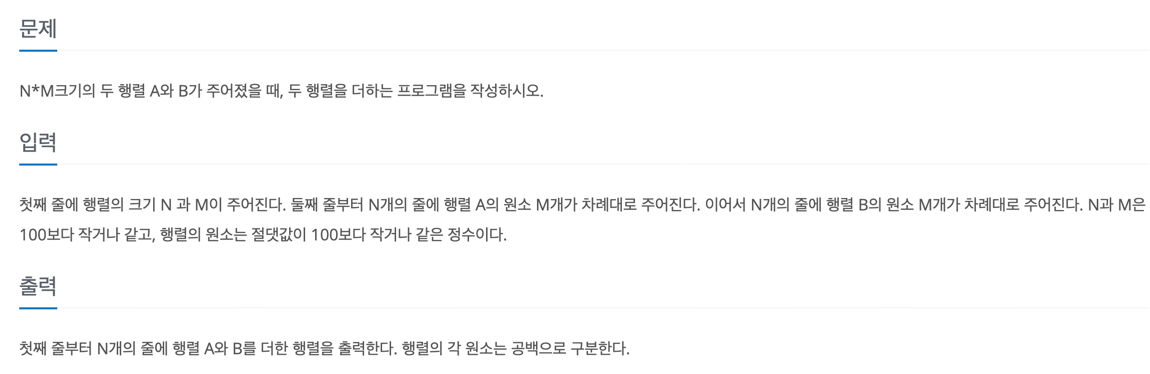 문제
N*M크기의 두 행렬 A와 B가 주어졌을 때, 두 행렬을 더하는 프로그램을 작성하시오.
입력
첫째 줄에 행렬의 크기 N 과 M이 주어진다. 둘째 줄부터 N개의 줄에 행렬 A의 원소 M개가 차례대로 주어진다. 이어서 N개의 줄에 행렬 B의 원소 M개가 차례대로 주어진다. N과 M은
100보다 작거나 같고, 행렬의 원소는 절댓값이 100보다 작거나 같은 정수이다.
출력
첫째 줄부터 N개의 줄에 행렬 A와 B를 더한 행렬을 출력한다. 행렬의 각 원소는 공백으로 구분한다.